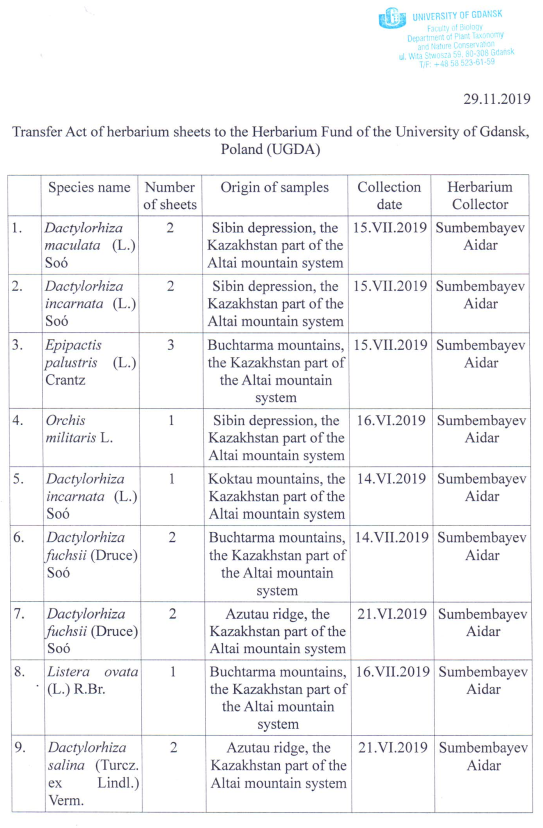 UNIVERSITY OF GDANSK
Faculty of Biology
Department of Plant Taxonomy
and Nature Conservation
ul. Wita Stwosza 59, 80-308 Gdańsk
T/F: +48 58 523-61-59
29.11.2019
Transfer Act of herbarium sheets to the Herbarium Fund of the University of Gdansk,
Poland (UGDA)
Species name Number of sheets Origin of samples Collection date Herbarium Collector
1. Dactylorhiza 2 Sibin depression, the 15.VII.2019 Sumbembayev
maculata (L.) Kazakhstan part of the Aidar
Soó Altai mountain system
2. Dactylorhiza 2 Sibin depression, the 15.VII.2019 Sumbembayev
incarnata (L.) Kazakhstan part of the Aidar
Soó Altai mountain system
3. Epipactis 3 Buchtarma mountains, 15.VII.2019 Sumbembayev
palustris (L.) the Kazakhstan part of Aidar
Crantz the Altai mountain
system
4. Orchis 1 Sibin depression, the 16.VI.2019 Sumbembayev
militaris L. Kazakhstan part of the Aidar
Altai mountain system
5. Dactylorhiza 1 Koktau mountains, the 14.VI.2019 Sumbembayev
incarnata (L.) Kazakhstan part of the Aidar
Soó Altai mountain system
6. Dactylorhiza 2 Buchtarma mountains, 14.VII.2019 Sumbembayev
fuchsii (Druce) the Kazakhstan part of Aidar
Soó the Altai mountain
system
7. Dactylorhiza 2 Azutau ridge, the 21.VI.2019 Sumbembayev
fuchsii (Druce) Kazakhstan part of the Aidar
Soó Altai mountain system
8. Listera ovata 1 Buchtarma mountains, 16.VII.2019 Sumbembayev
(L.) R.Br. the Kazakhstan part of Aidar
the Altai mountain
system
9. Dactylorhiza 2 Azutau ridge, the 21.VI.2019 Sumbembayev
salina (Turcz. Kazakhstan part of the Aidar
ex Lindl.) Altai mountain system
Verm.